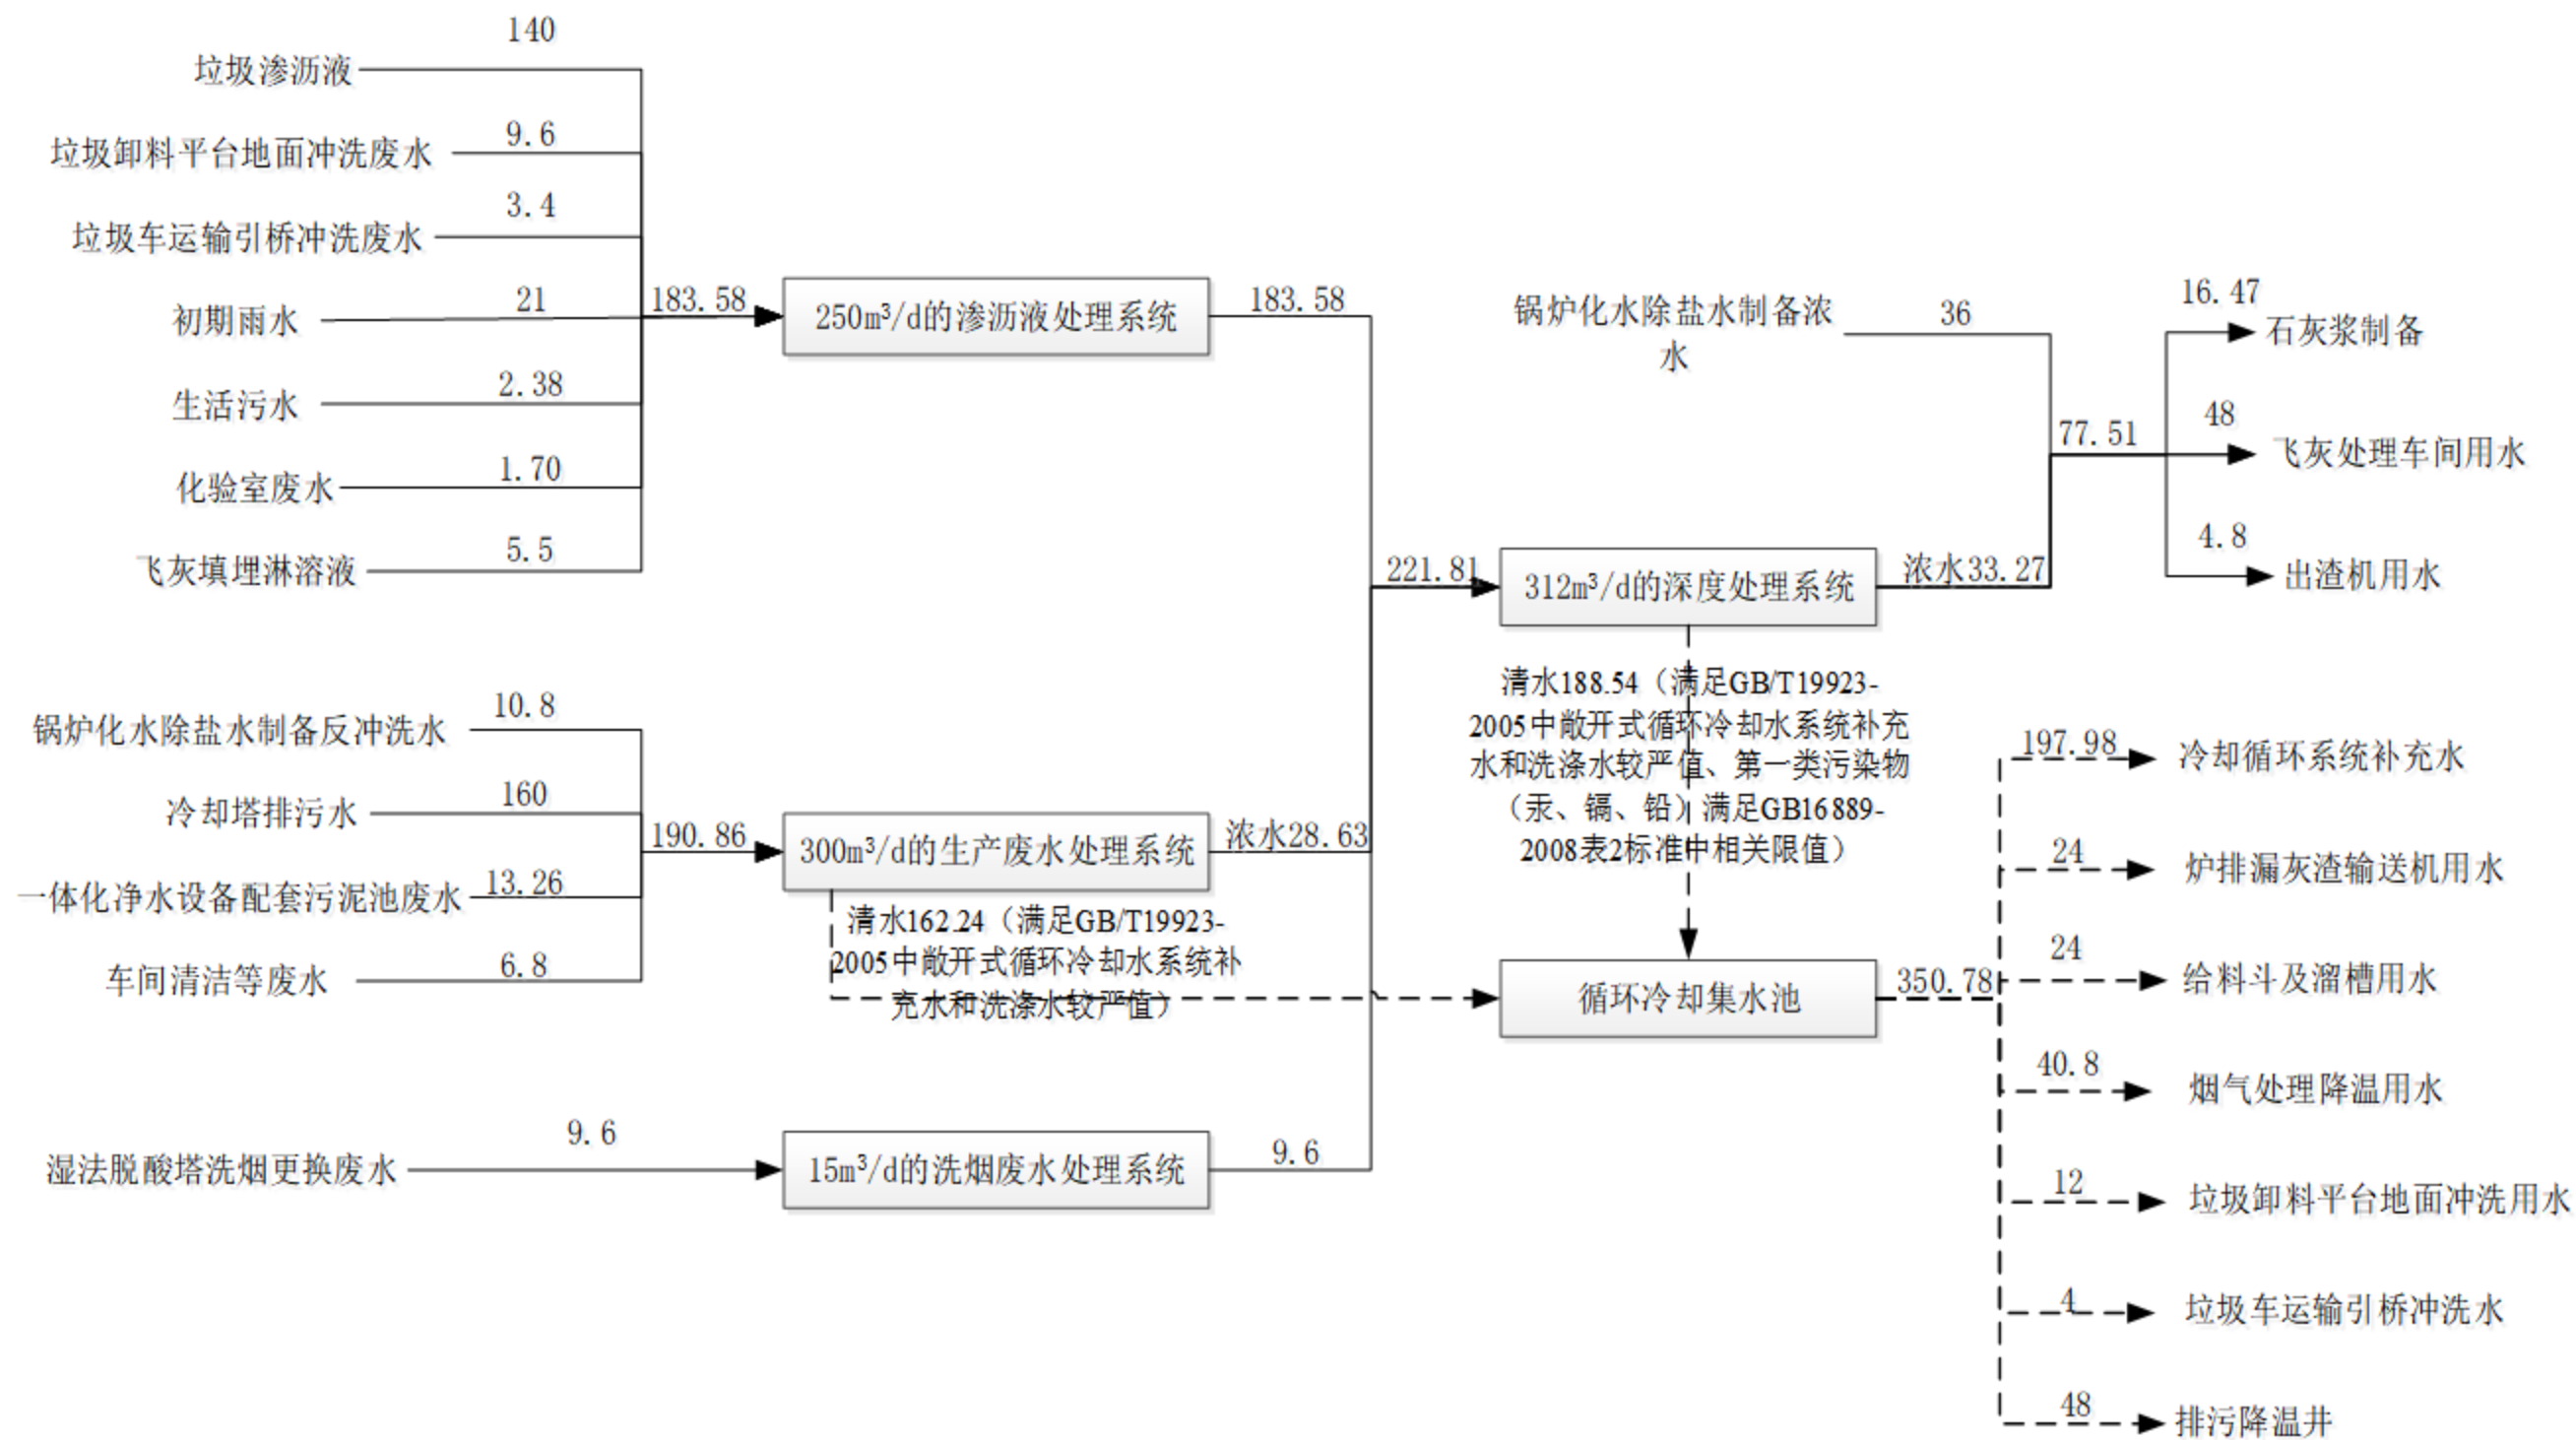 140
垃圾渗沥液
9.6
垃圾卸料平台地面冲洗废水
3.4
垃圾车运输引桥冲洗废水
21
初期雨水
2.38
生活污水
1.70
化验室废水
5.5
飞灰填埋淋溶液
183.58
250m³/d的渗沥液处理系统
183.58
10.8
锅炉化水除盐水制备反冲洗水
160
冷却塔排污水
13.26
一体化净水设备配套污泥池废水
6.8
车间清洁等废水
190.86
300m³/d的生产废水处理系统
浓水28.63
清水162.24（满足GB/T19923-
2005中敞开式循环冷却水系统补
充水和洗涤水较严值）
9.6
湿法脱酸塔洗烟更换废水
15m³/d的洗烟废水处理系统
9.6
221.81
312m³/d的深度处理系统
浓水33.27
锅炉化水除盐水制备浓
水
36
77.51
16.47
石灰浆制备
48
飞灰处理车间用水
4.8
出渣机用水
清水188.54（满足GB/T19923-
2005中敞开式循环冷却水系统补充
水和洗涤水较严值、第一类污染物
（汞、镉、铅）满足GB16889-
2008表2标准中相关限值）
循环冷却集水池
350.78
197.98
冷却循环系统补充水
24
炉排漏灰渣输送机用水
24
给料斗及溜槽用水
40.8
烟气处理降温用水
12
垃圾卸料平台地面冲洗用水
4
垃圾车运输引桥冲洗水
48
排污降温井